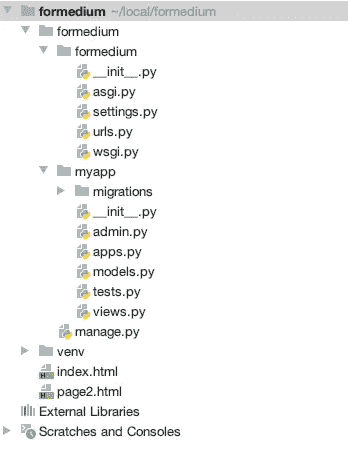 formedium ~/local/formedium
formedium
formedium
__init__.py
asgi.py
settings.py
urls.py
wsgi.py
myapp
migrations
__init__.py
admin.py
apps.py
models.py
tests.py
views.py
manage.py
venv
index.html
page2.html
External Libraries
Scratches and Consoles